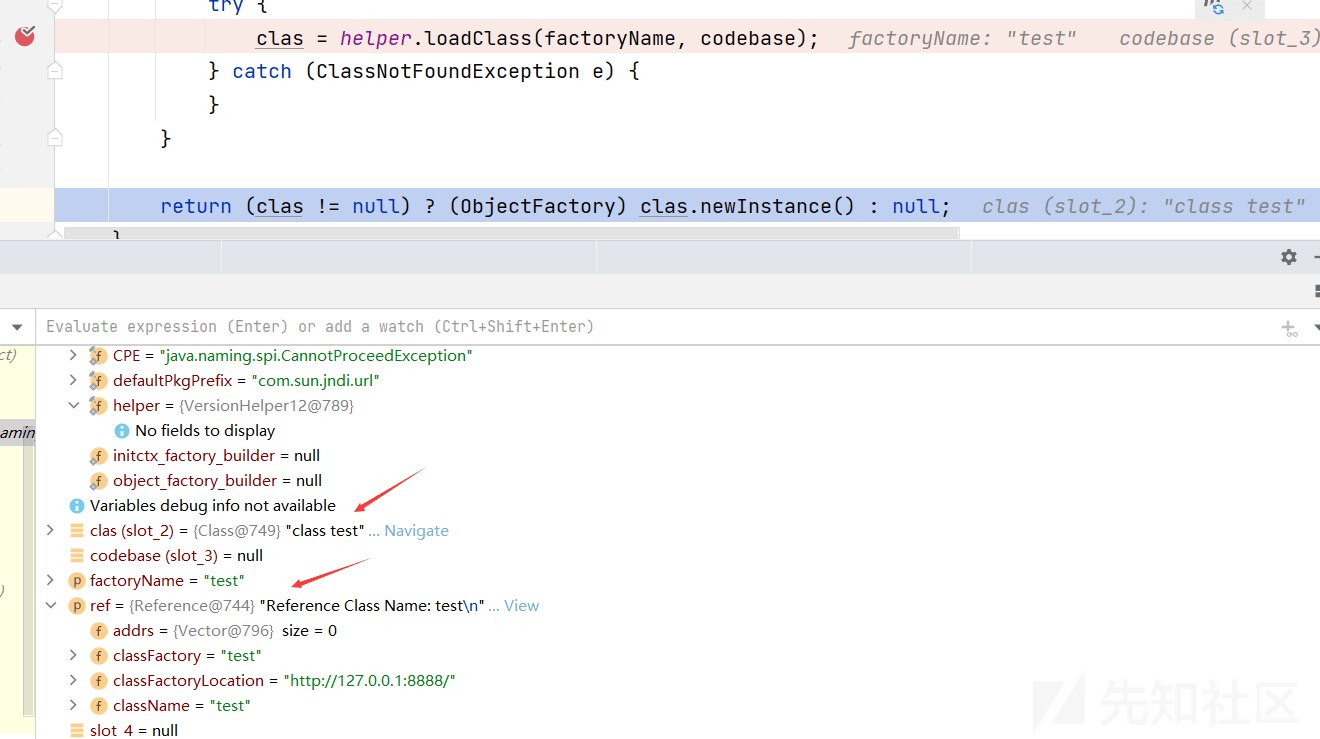 try {
clas = helper.loadClass(factoryName, codebase); factoryName: "test" codebase (slot_3)
} catch (ClassNotFoundException e) {
}
}
return (clas != null) ? (ObjectFactory) clas.newInstance() : null; clas (slot_2): "class test"
}
Evaluate expression (Enter) or add a watch (Ctrl+Shift+Enter)
ct)
CPE = "java.naming.spi.CannotProceedException"
defaultPkgPrefix = "com.sun.jndi.url"
helper = {VersionHelper12@789}
aming
No fields to display
initctx_factory_builder = null
object_factory_builder = null
Variables debug info not available
clas (slot_2) = {Class@749} "class test" ... Navigate
codebase (slot_3) = null
factoryName = "test"
)
ref = {Reference@744} "Reference Class Name: test\n" ... View
addrs = {Vector@796} size = 0
classFactory = "test"
classFactoryLocation = "http://127.0.0.1:8888/"
className = "test"
slot_4 = null
先知社区